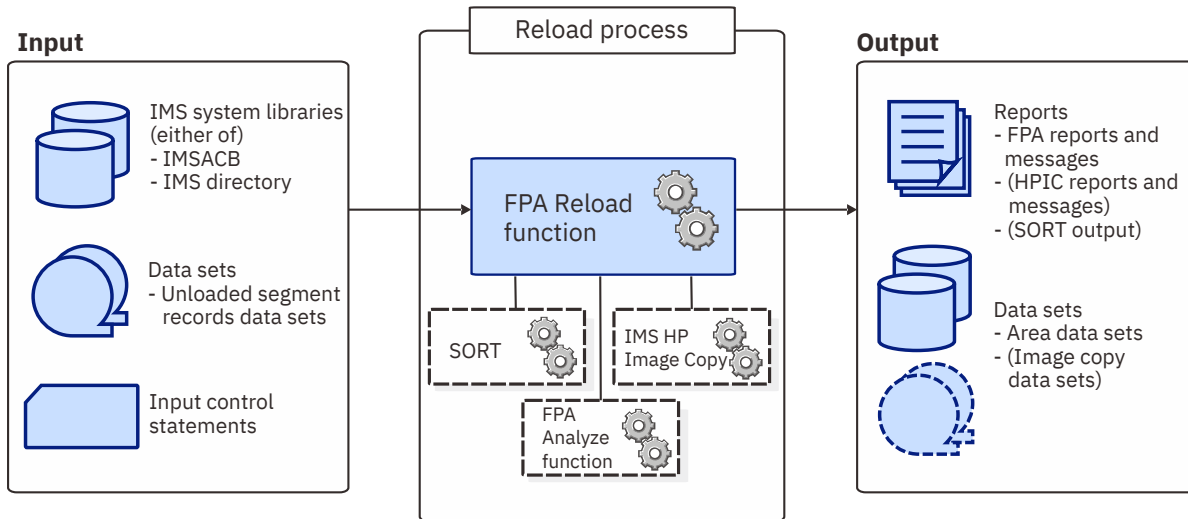 Input
IMS system libraries
(either of)
- IMSACB
- IMS directory
Data sets
- Unloaded segment
records data sets
Input control
statements
Reload process
FPA Reload
function
SORT
IMS HP
Image Copy
FPA
Analyze
function
Output
Reports
- FPA reports and
messages
- (HPIC reports and
messages)
- (SORT output)
Data sets
- Area data sets
- (Image copy
data sets)